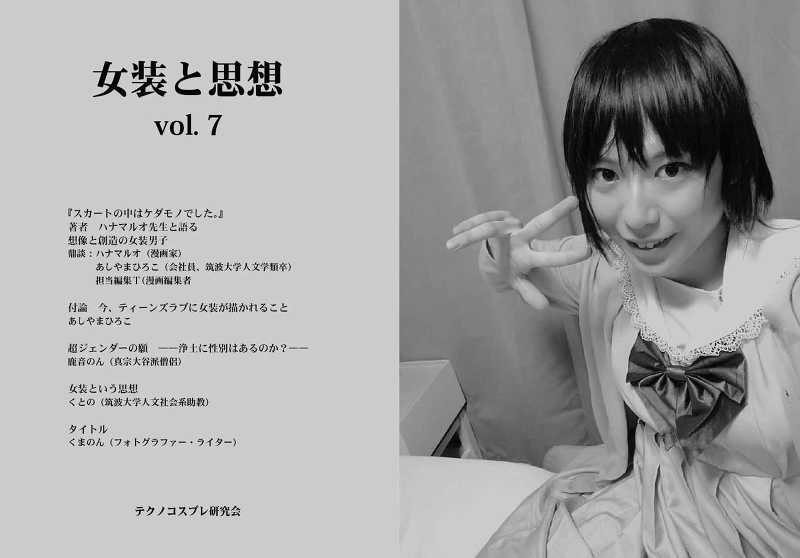 女装と思想
vol. 7
『スカートの中はケダモノでした。』
著者　ハナマルオ先生と語る
想像と創造の女装男子
鼎談：ハナマルオ（漫画家）
あしやまひろこ（会社員、筑波大学人文学類卒）
担当編集T（漫画編集者
付論　今、ティーンズラブに女装が描かれること
あしやまひろこ
超ジェンダーの願　――浄土に性別はあるのか？――
鹿音のん（真宗大谷派僧侶）
女装という思想
くとの（筑波大学人文社会系助教）
タイトル
くまのん（フォトグラファー・ライター）
テクノコスプレ研究会